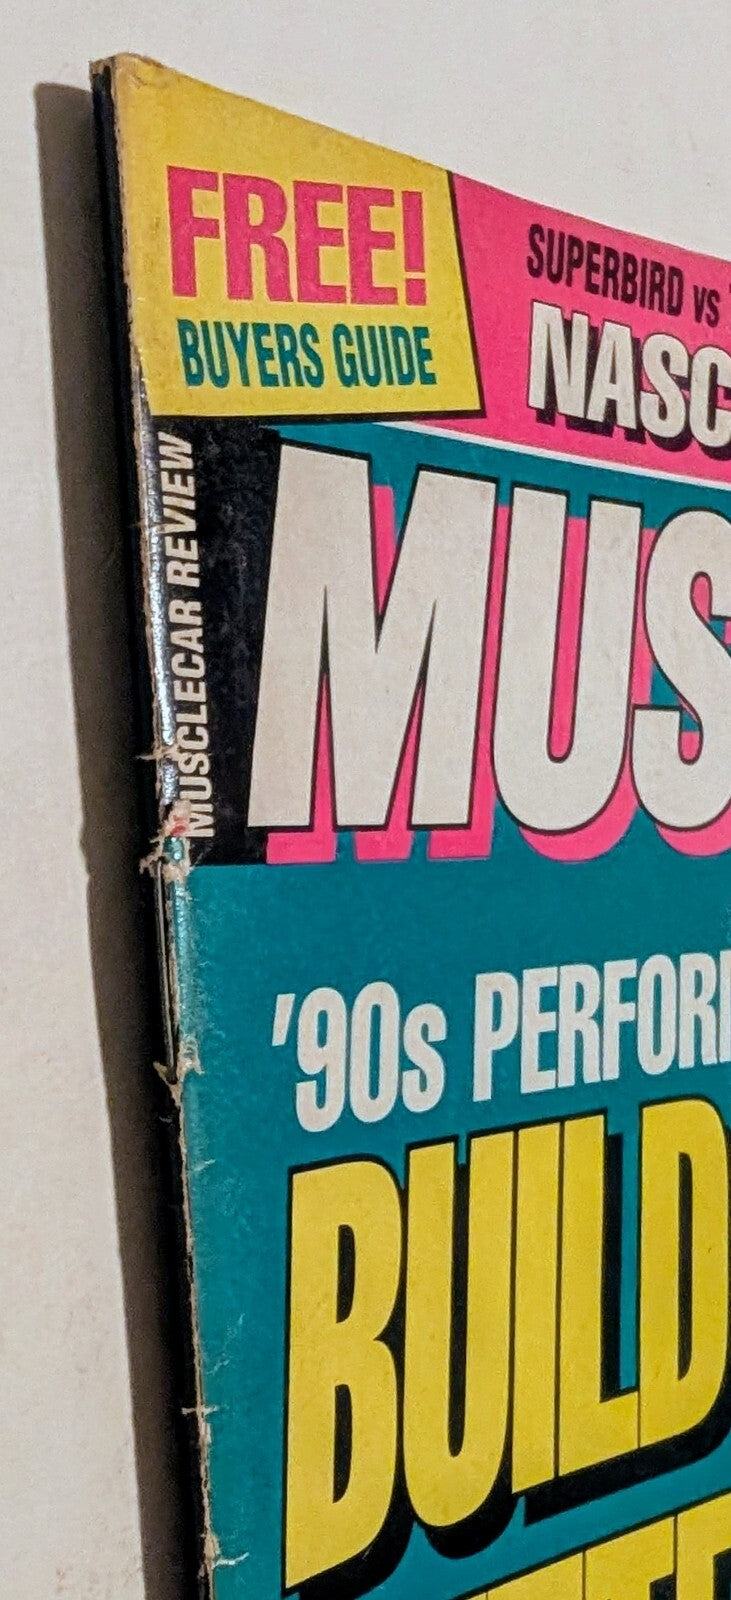 FREE!
BUYERS GUIDE
SUPERBIRD VS
NASC
MUSCLECAR REVIEW
MUS
'90s PERFOR
BUILD